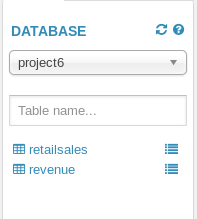 DATABASE
project6
Table name...
retailsales
revenue